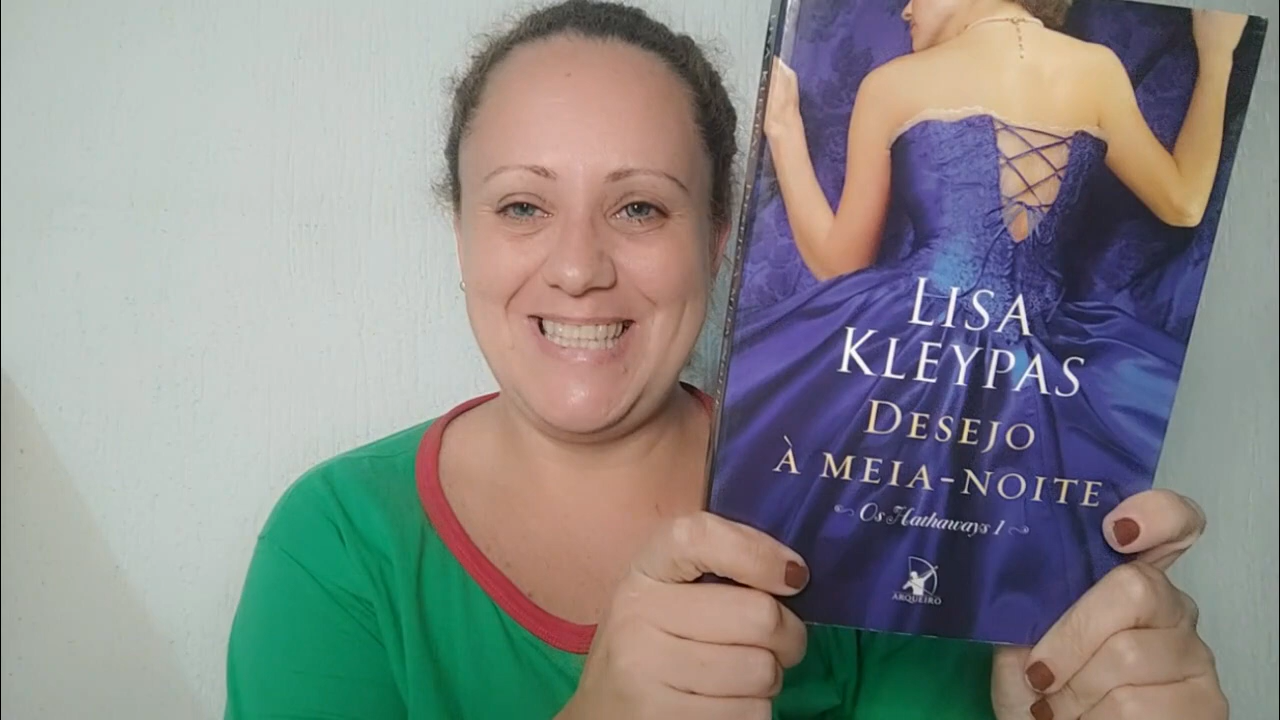 LISA
KLEYPAS
DESEJO
À MEIA-NOITE
Os Hathaways 1
ARQUEIRO